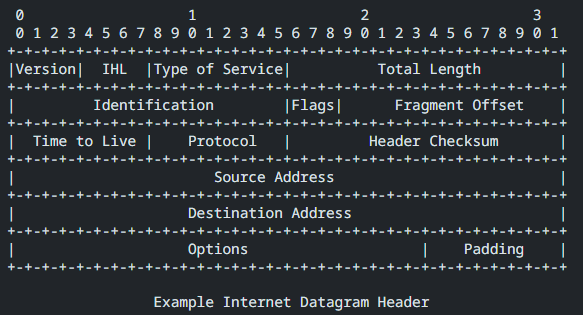 0                   1                   2                   3
 0 1 2 3 4 5 6 7 8 9 0 1 2 3 4 5 6 7 8 9 0 1 2 3 4 5 6 7 8 9 0 1
+-+-+-+-+-+-+-+-+-+-+-+-+-+-+-+-+-+-+-+-+-+-+-+-+-+-+-+-+-+-+-+-+
|Version|  IHL  |Type of Service|          Total Length         |
+-+-+-+-+-+-+-+-+-+-+-+-+-+-+-+-+-+-+-+-+-+-+-+-+-+-+-+-+-+-+-+-+
|         Identification        |Flags|      Fragment Offset    |
+-+-+-+-+-+-+-+-+-+-+-+-+-+-+-+-+-+-+-+-+-+-+-+-+-+-+-+-+-+-+-+-+
|  Time to Live |    Protocol   |         Header Checksum       |
+-+-+-+-+-+-+-+-+-+-+-+-+-+-+-+-+-+-+-+-+-+-+-+-+-+-+-+-+-+-+-+-+
|                       Source Address                          |
+-+-+-+-+-+-+-+-+-+-+-+-+-+-+-+-+-+-+-+-+-+-+-+-+-+-+-+-+-+-+-+-+
|                    Destination Address                        |
+-+-+-+-+-+-+-+-+-+-+-+-+-+-+-+-+-+-+-+-+-+-+-+-+-+-+-+-+-+-+-+-+
|                    Options                    |    Padding    |
+-+-+-+-+-+-+-+-+-+-+-+-+-+-+-+-+-+-+-+-+-+-+-+-+-+-+-+-+-+-+-+-+
                Example Internet Datagram Header